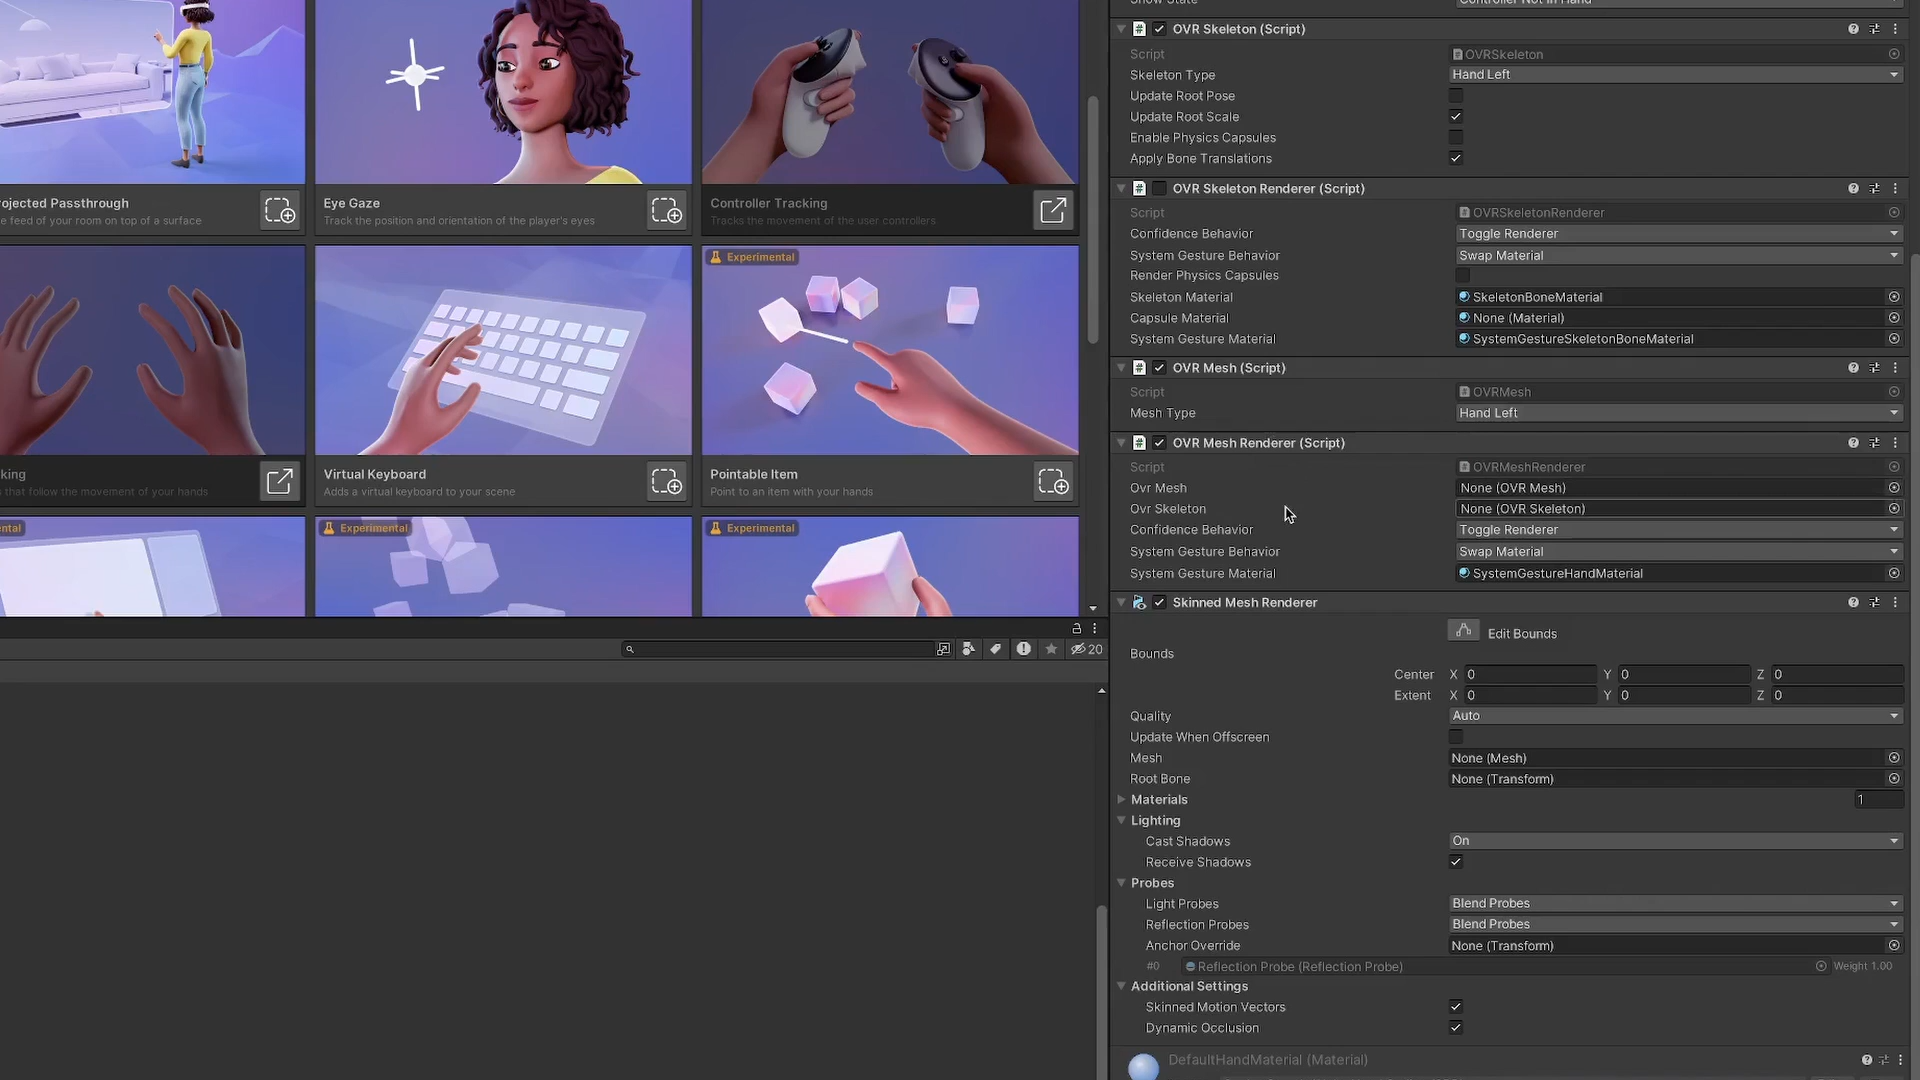 ojected Passthrough
e feed of your room on top of a surface
Eye Gaze
Track the position and orientation of the player's eyes
Controller Tracking
Tracks the movement of the user controllers
king
s that follow the movement of your hands
Virtual Keyboard
Adds a virtual keyboard to your scene
Experimental
Pointable Item
Point to an item with your hands
ntal
Experimental
Experimental
20
Controller Not In Hand
OVR Skeleton (Script)
Script
OVRSkeleton
Skeleton Type
Hand Left
Update Root Pose
Update Root Scale
Enable Physics Capsules
Apply Bone Translations
OVR Skeleton Renderer (Script)
Script
OVRSkeletonRenderer
Confidence Behavior
Toggle Renderer
System Gesture Behavior
Swap Material
Render Physics Capsules
Skeleton Material
SkeletonBoneMaterial
Capsule Material
None (Material)
System Gesture Material
SystemGestureSkeletonBoneMaterial
OVR Mesh (Script)
Script
OVRMesh
Mesh Type
Hand Left
OVR Mesh Renderer (Script)
Script
OVRMeshRenderer
Ovr Mesh
None (OVR Mesh)
Ovr Skeleton
None (OVR Skeleton)
Confidence Behavior
Toggle Renderer
System Gesture Behavior
Swap Material
System Gesture Material
SystemGestureHandMaterial
Skinned Mesh Renderer
Edit Bounds
Bounds
Center X 0 Y 0 Z 0
Extent X 0 Y 0 Z 0
Quality
Auto
Update When Offscreen
Mesh
None (Mesh)
Root Bone
None (Transform)
Materials
1
Lighting
Cast Shadows
On
Receive Shadows
Probes
Light Probes
Blend Probes
Reflection Probes
Blend Probes
Anchor Override
None (Transform)
#0
Reflection Probe (Reflection Probe)
Weight 1.00
Additional Settings
Skinned Motion Vectors
Dynamic Occlusion
DefaultHandMaterial (Material)